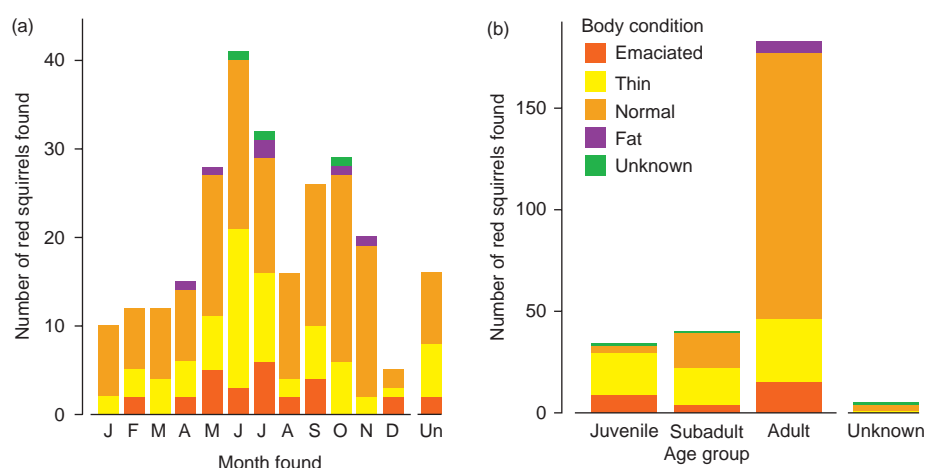 (a)
Number of red squirrels found
40
30
20
10
0
J F M A M J J A S O N D Un
Month found
(b)
Number of red squirrels found
150
100
50
0
Body condition
Emaciated
Thin
Normal
Fat
Unknown
Juvenile Subadult Adult Unknown
Age group